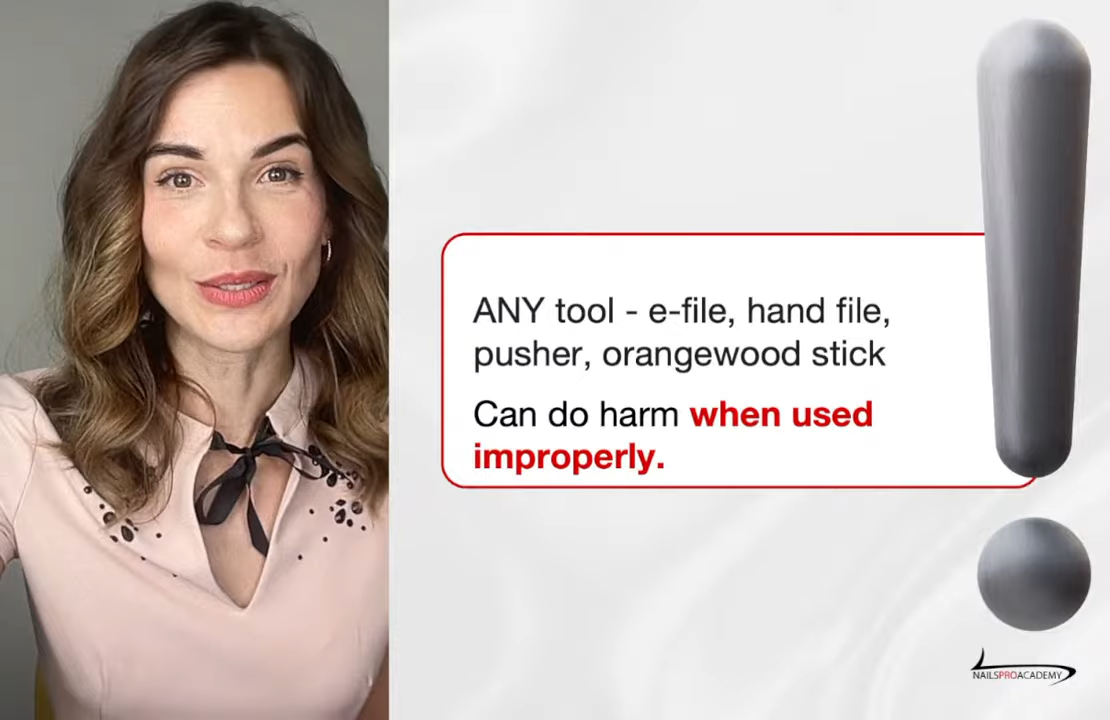 ANY tool - e-file, hand file,
pusher, orangewood stick
Can do harm when used
improperly.
NAILSPROACADEMY